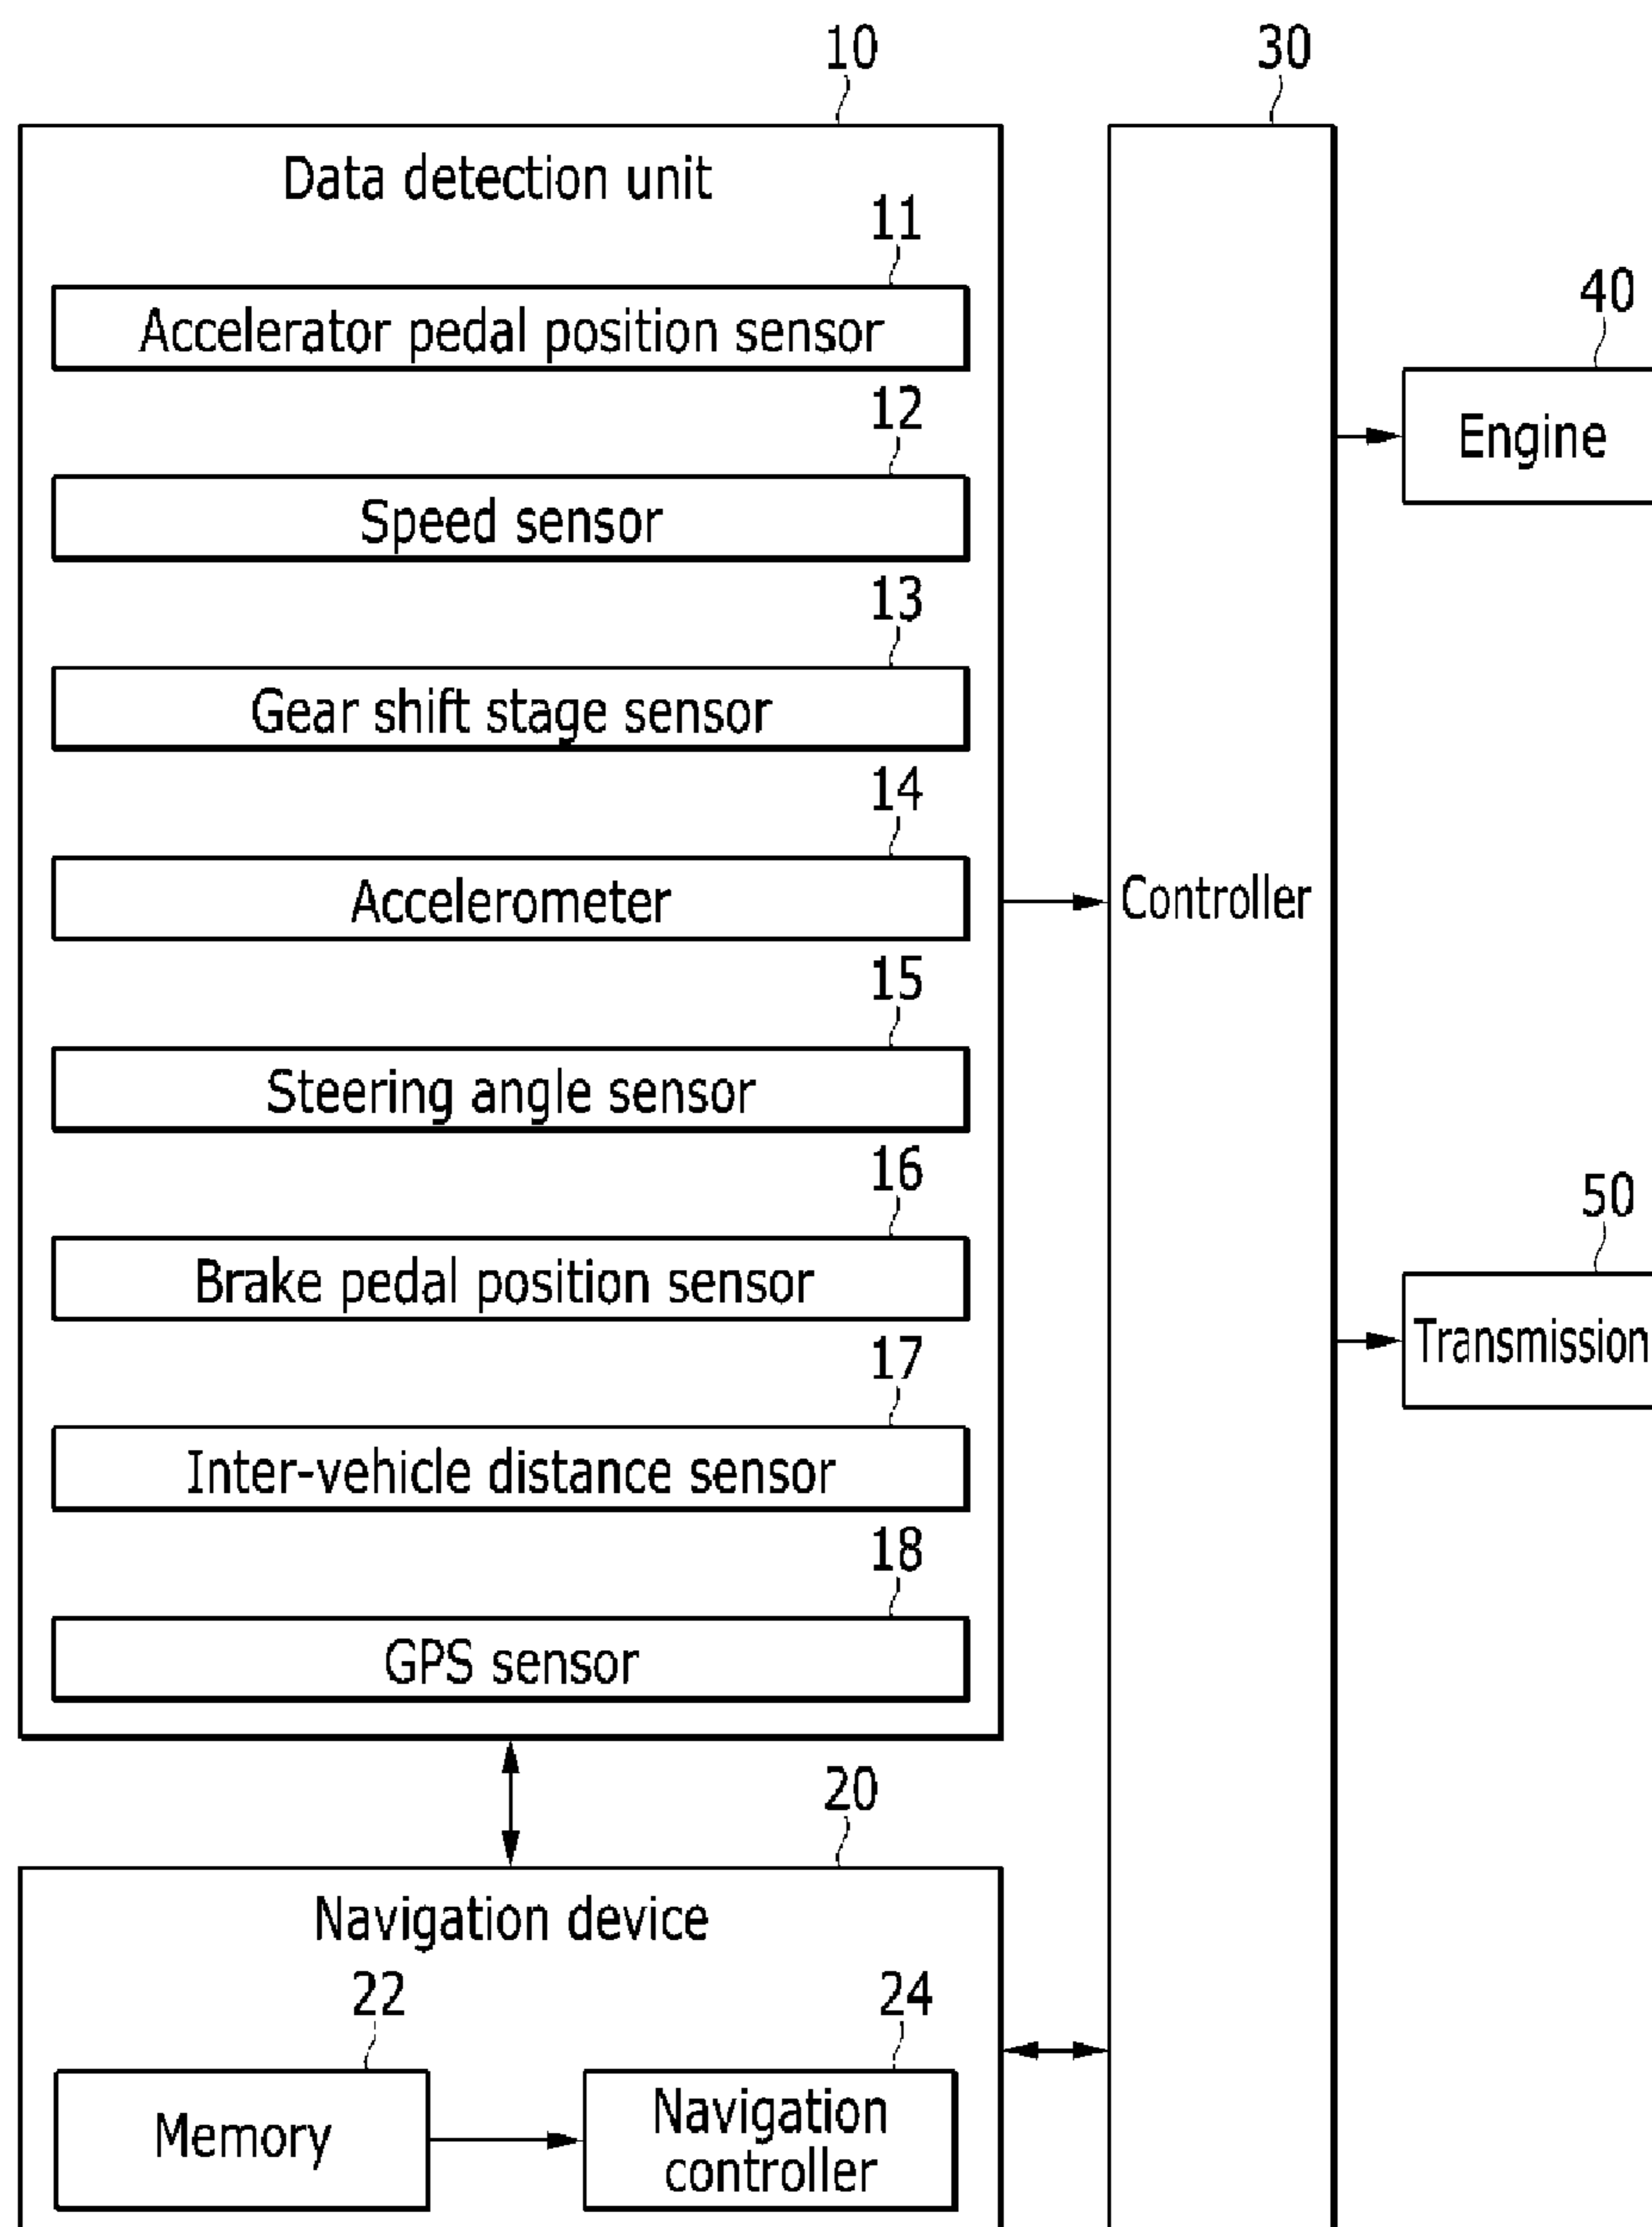 10
30
Data detection unit
11
Accelerator pedal position sensor
40
Engine
12
Speed sensor
13
Gear shift stage sensor
14
Accelerometer
Controller
15
Steering angle sensor
16
Brake pedal position sensor
50
Transmission
17
Inter-vehicle distance sensor
18
GPS sensor
20
Navigation device
22
24
Memory
Navigation
controller